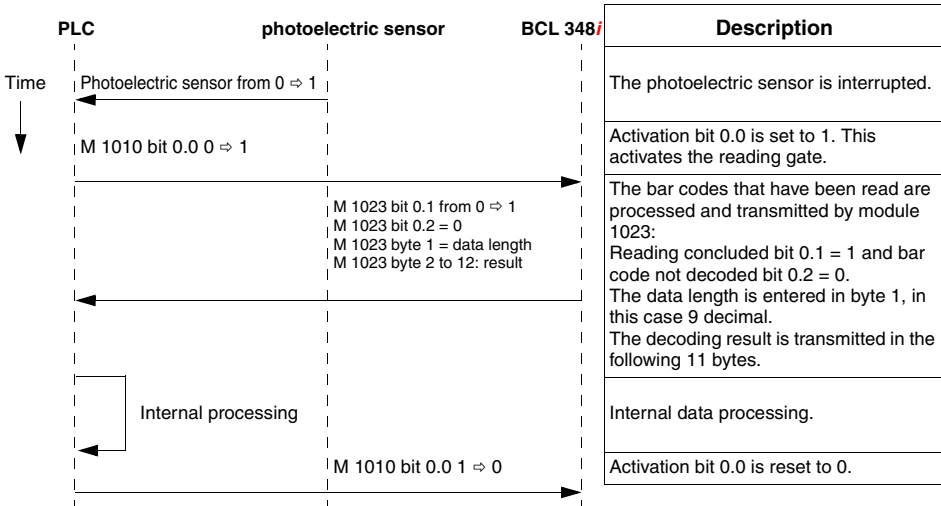 PLC
photoelectric sensor
BCL 348i
Description
Time
Photoelectric sensor from 0 ⇨ 1
The photoelectric sensor is interrupted.
M 1010 bit 0.0 0 ⇨ 1
Activation bit 0.0 is set to 1. This
activates the reading gate.
M 1023 bit 0.1 from 0 ⇨ 1
M 1023 bit 0.2 = 0
M 1023 byte 1 = data length
M 1023 byte 2 to 12: result
The bar codes that have been read are
processed and transmitted by module
1023:
Reading concluded bit 0.1 = 1 and bar
code not decoded bit 0.2 = 0.
The data length is entered in byte 1, in
this case 9 decimal.
The decoding result is transmitted in the
following 11 bytes.
Internal processing
Internal data processing.
M 1010 bit 0.0 1 ⇨ 0
Activation bit 0.0 is reset to 0.